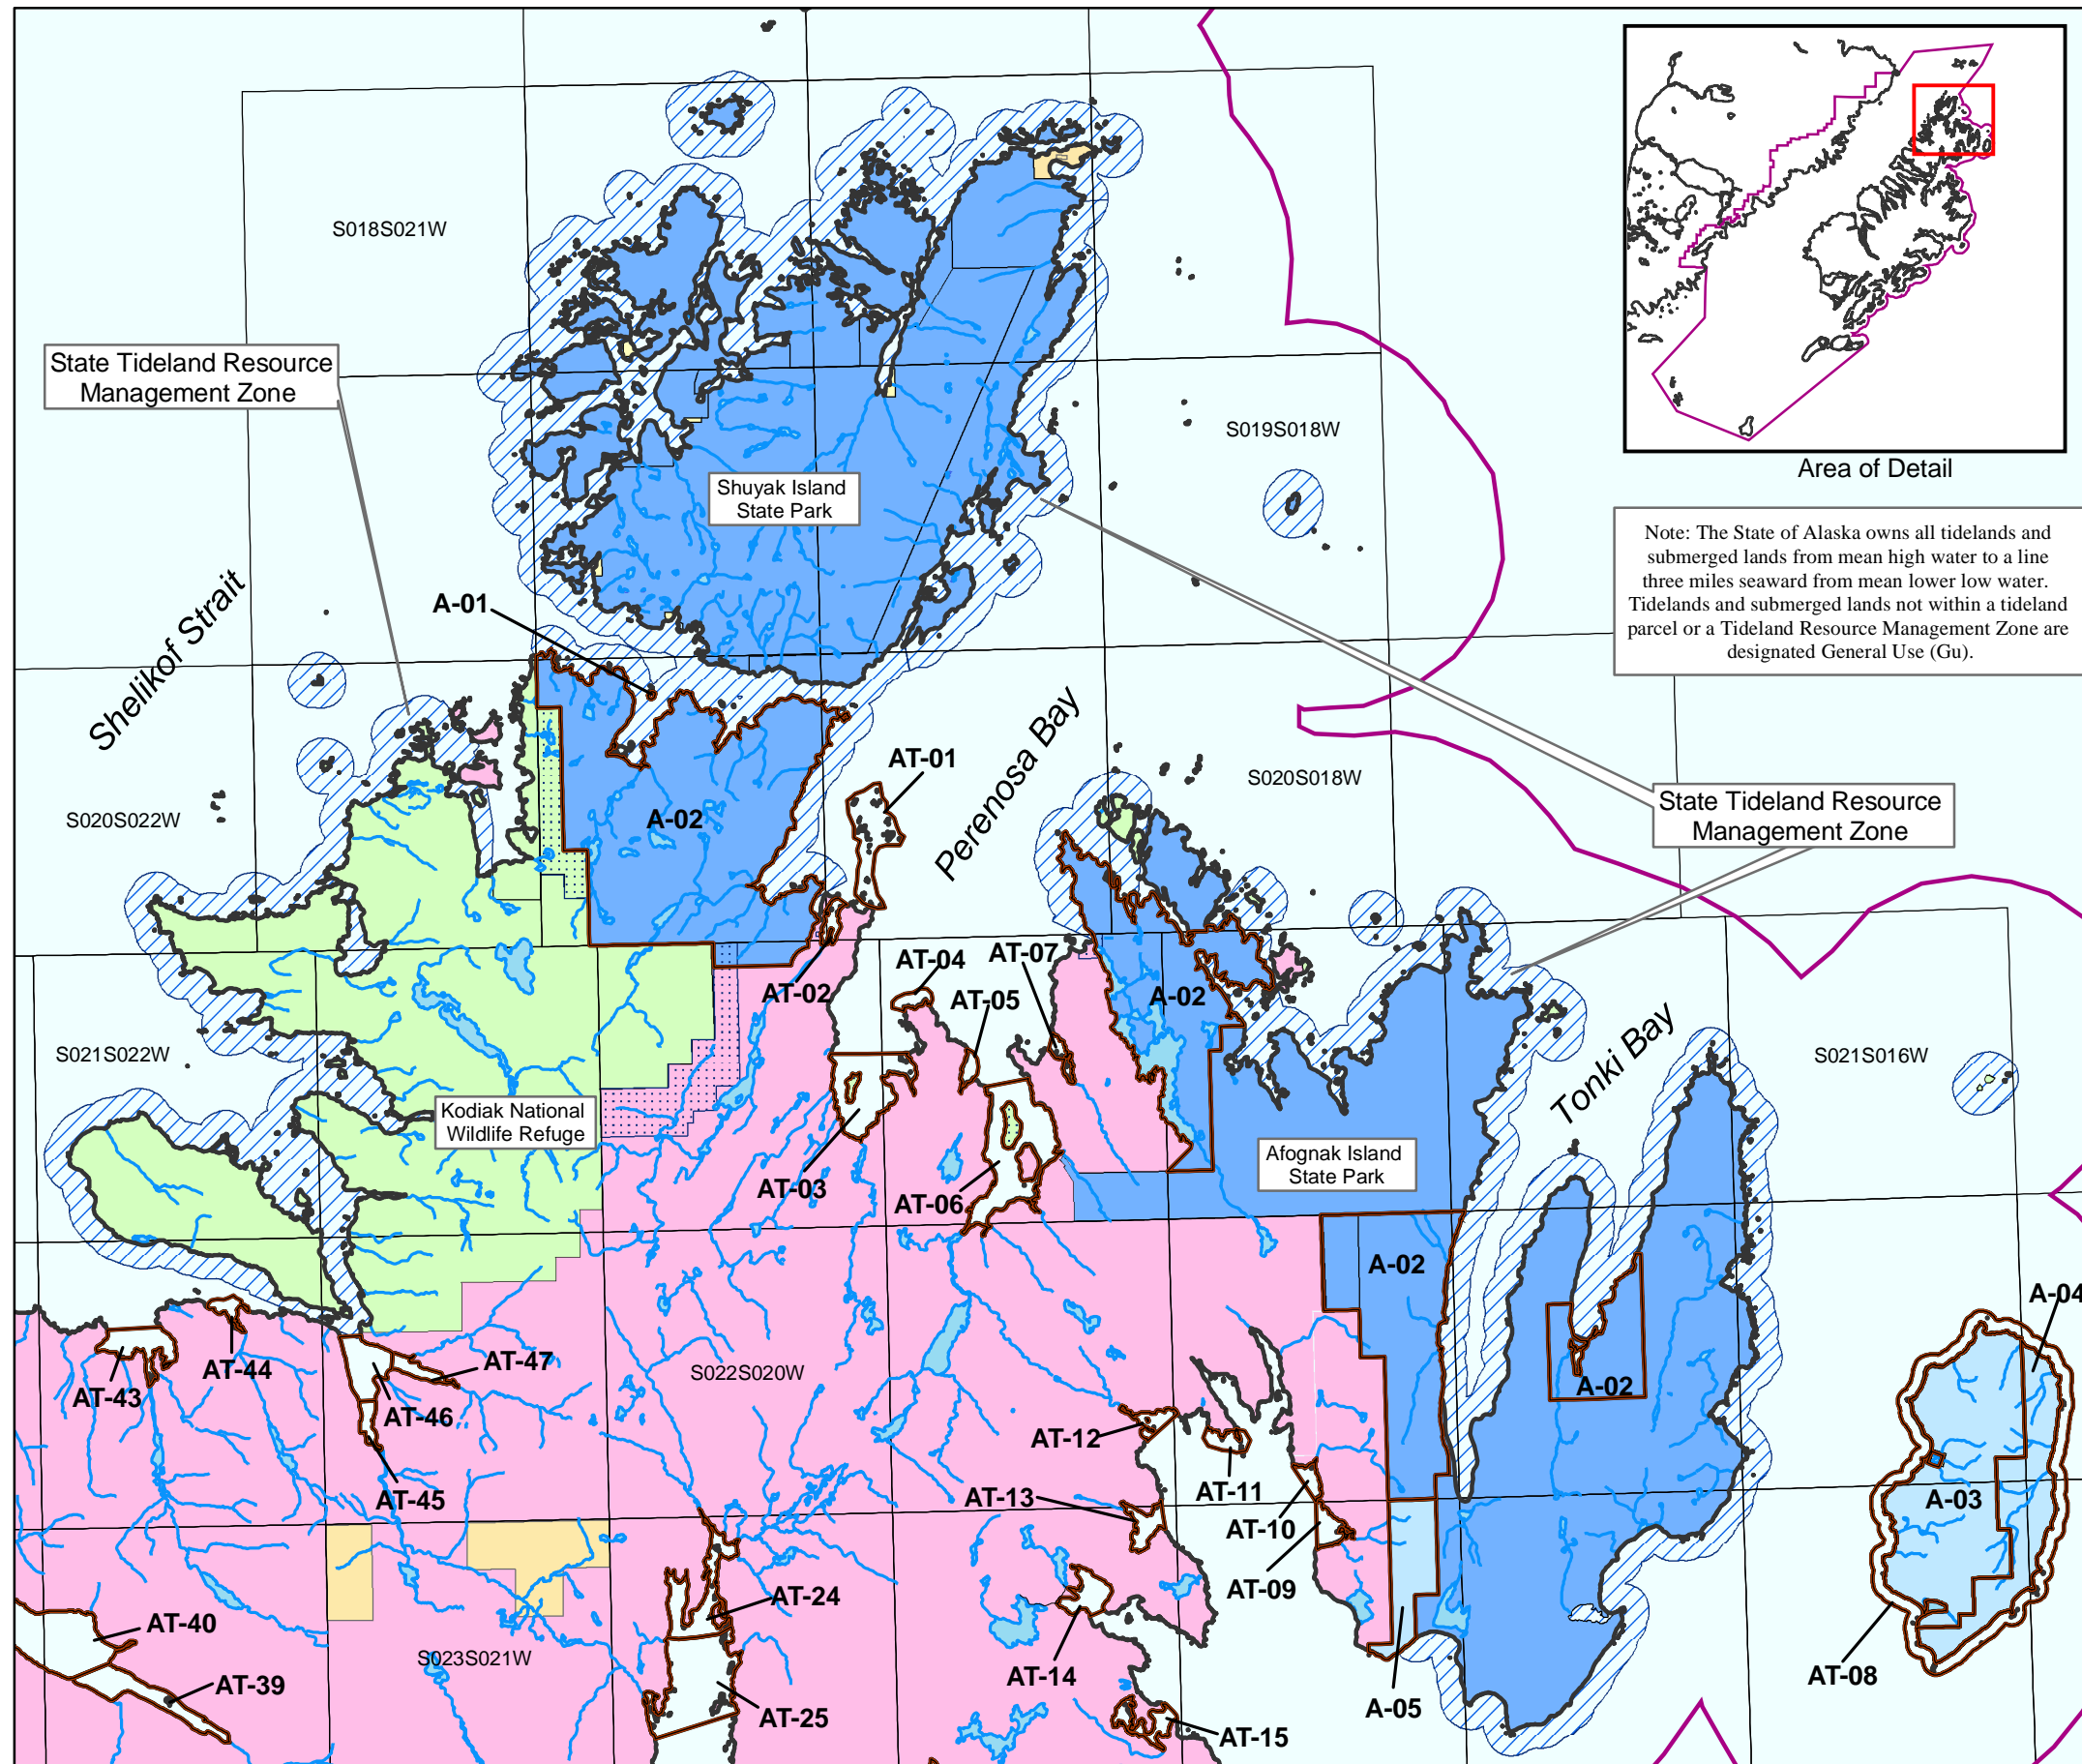 S018S021W
State Tideland Resource
Management Zone
Area of Detail
S019S018W
Shuyak Island
State Park
Note: The State of Alaska owns all tidelands and
submerged lands from mean high water to a line
three miles seaward from mean lower low water.
Tidelands and submerged lands not within a tideland
parcel or a Tideland Resource Management Zone are
designated General Use (Gu).
Shelikof Strait
A-01
Perenosa Bay
AT-01
S020S018W
State Tideland Resource
Management Zone
S020S022W
A-02
AT-04
AT-07
AT-02
AT-05
A-02
Tonki Bay
S021S022W
S021S016W
Kodiak National
Wildlife Refuge
Afognak Island
State Park
AT-03
AT-06
A-02
A-04
AT-43
AT-44
AT-47
S022S020W
A-02
AT-46
AT-12
AT-45
AT-13
AT-11
A-03
AT-10
AT-09
AT-24
AT-40
S023S021W
AT-14
AT-08
AT-39
AT-25
A-05
AT-15